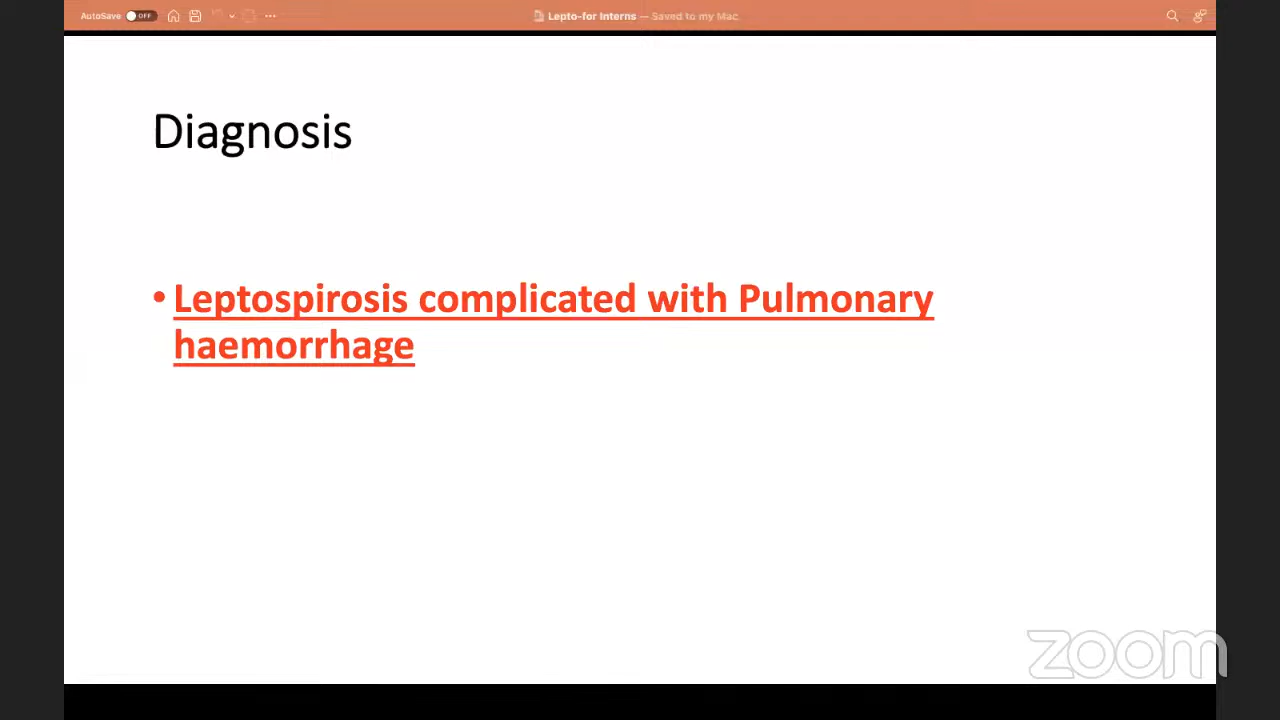 AutoSave OFF
Lepto-for Interns — Saved to my Mac
Diagnosis
• Leptospirosis complicated with Pulmonary
haemorrhage
zoom